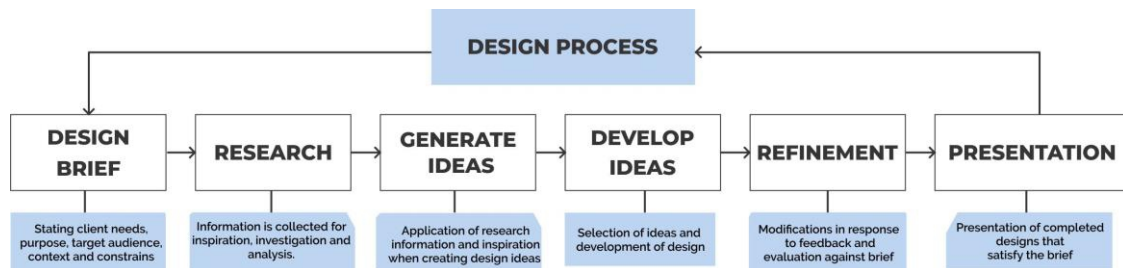 DESIGN PROCESS
DESIGN
BRIEF
RESEARCH
GENERATE
IDEAS
DEVELOP
IDEAS
REFINEMENT
PRESENTATION
Stating client needs,
purpose, target audience,
context and constrains
Information is collected for
inspiration, investigation and
analysis.
Application of research
information and inspiration
when creating design ideas
Selection of ideas and
development of design
Modifications in response
to feedback and
evaluation against brief
Presentation of completed
designs that
satisfy the brief